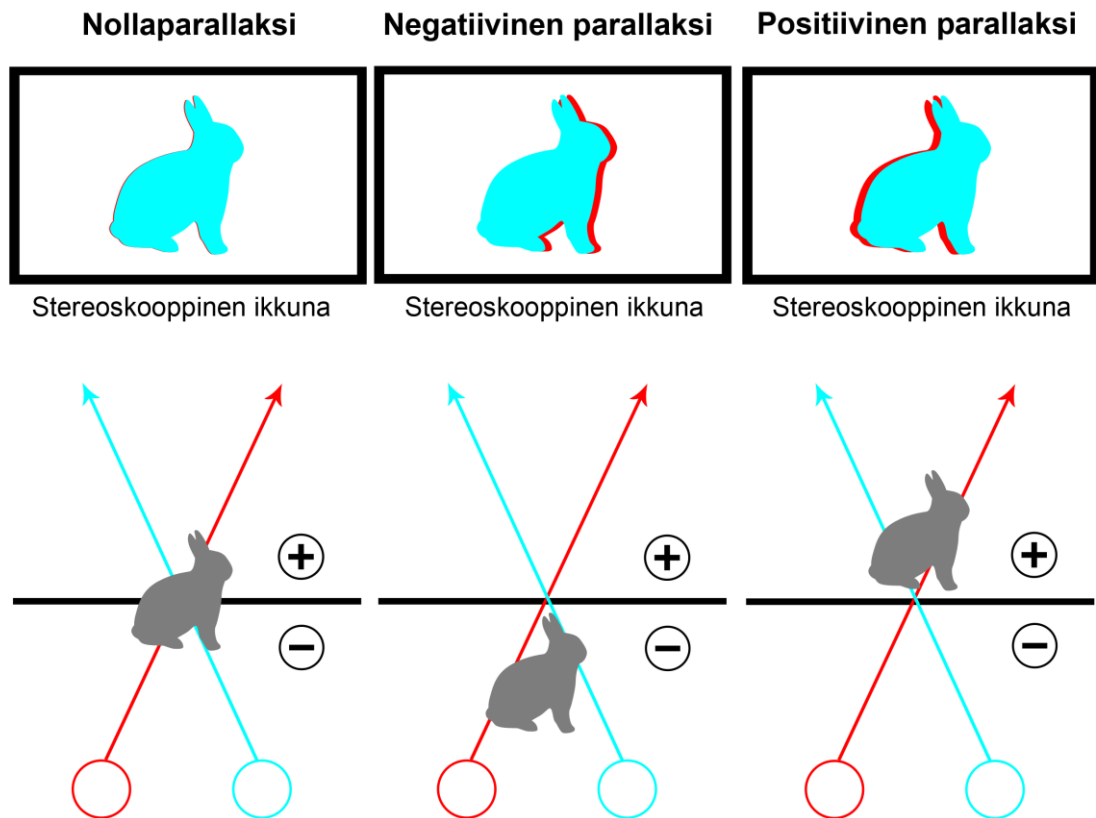 Nollaparallaksi
Negatiivinen parallaksi
Positiivinen parallaksi
Stereoskooppinen ikkuna
Stereoskooppinen ikkuna
Stereoskooppinen ikkuna
+
+
+
−
−
−